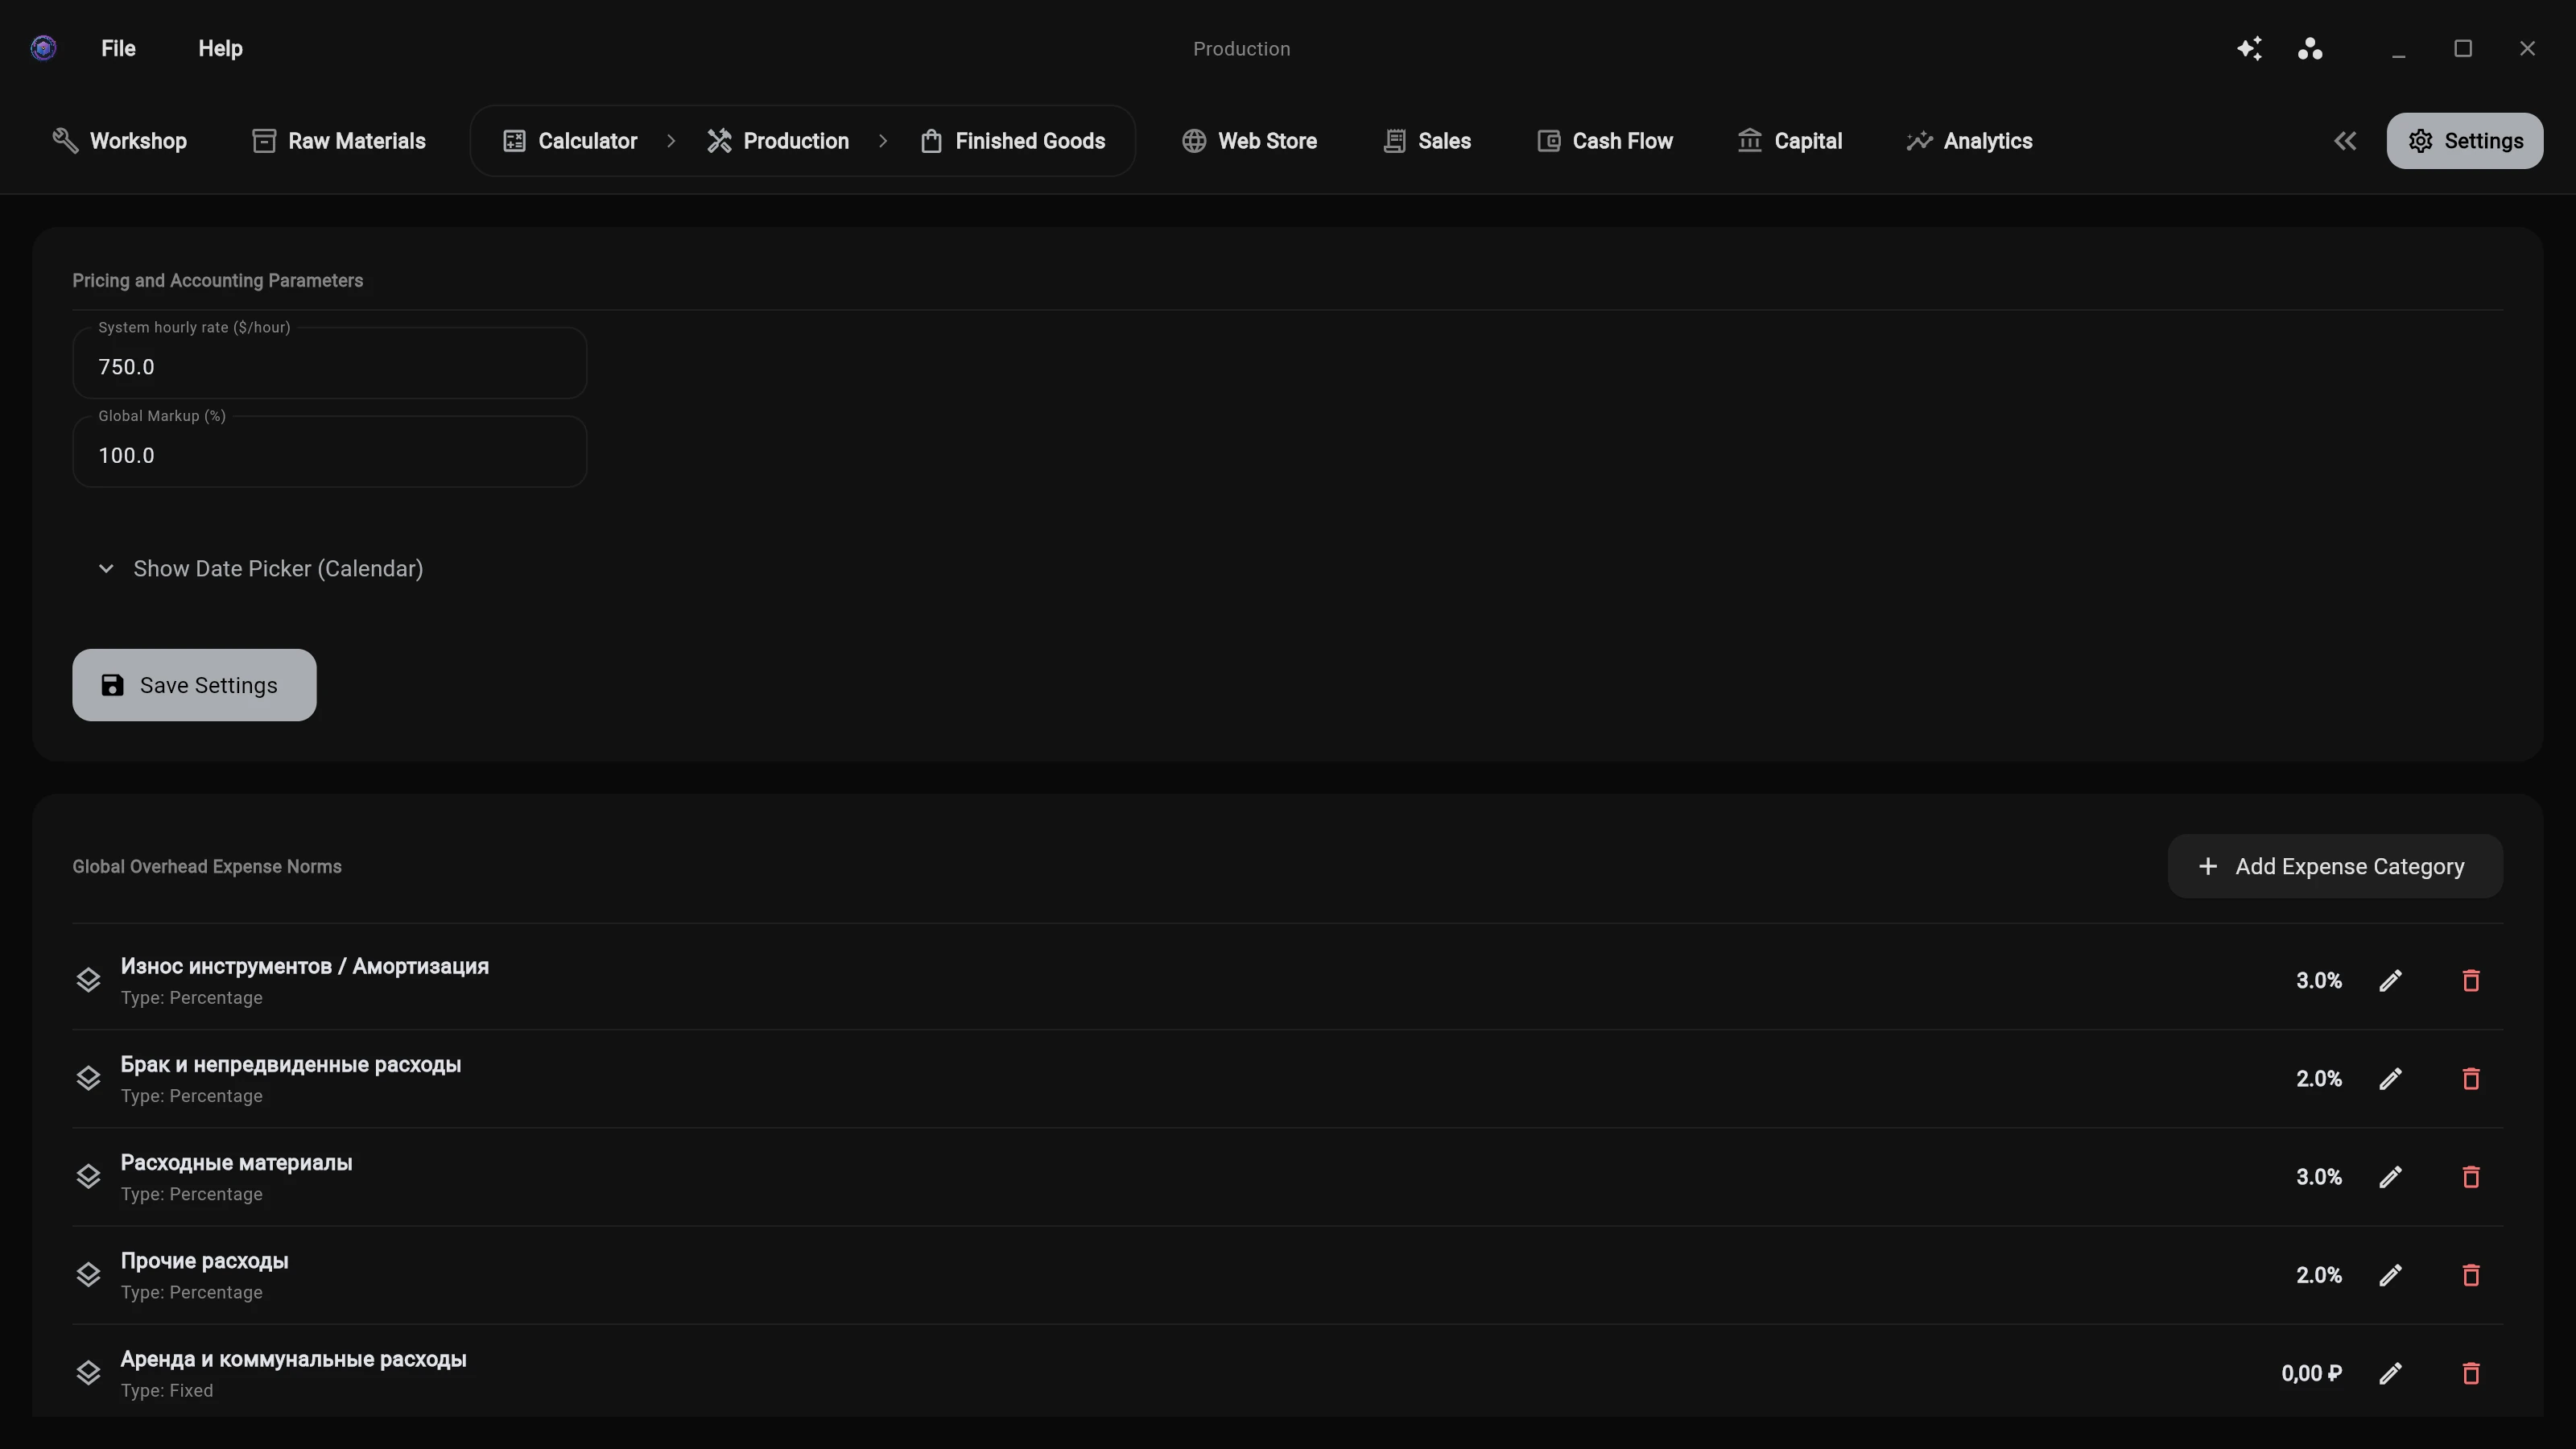 File Help Production
Workshop Raw Materials Calculator Production Finished Goods Web Store Sales Cash Flow Capital Analytics Settings
Pricing and Accounting Parameters
System hourly rate ($/hour)
750.0
Global Markup (%)
100.0
Show Date Picker (Calendar)
Save Settings
Global Overhead Expense Norms
Add Expense Category
Износ инструментов / Амортизация
Type: Percentage
3.0%
Брак и непредвиденные расходы
Type: Percentage
2.0%
Расходные материалы
Type: Percentage
3.0%
Прочие расходы
Type: Percentage
2.0%
Аренда и коммунальные расходы
Type: Fixed
0,00 ₽